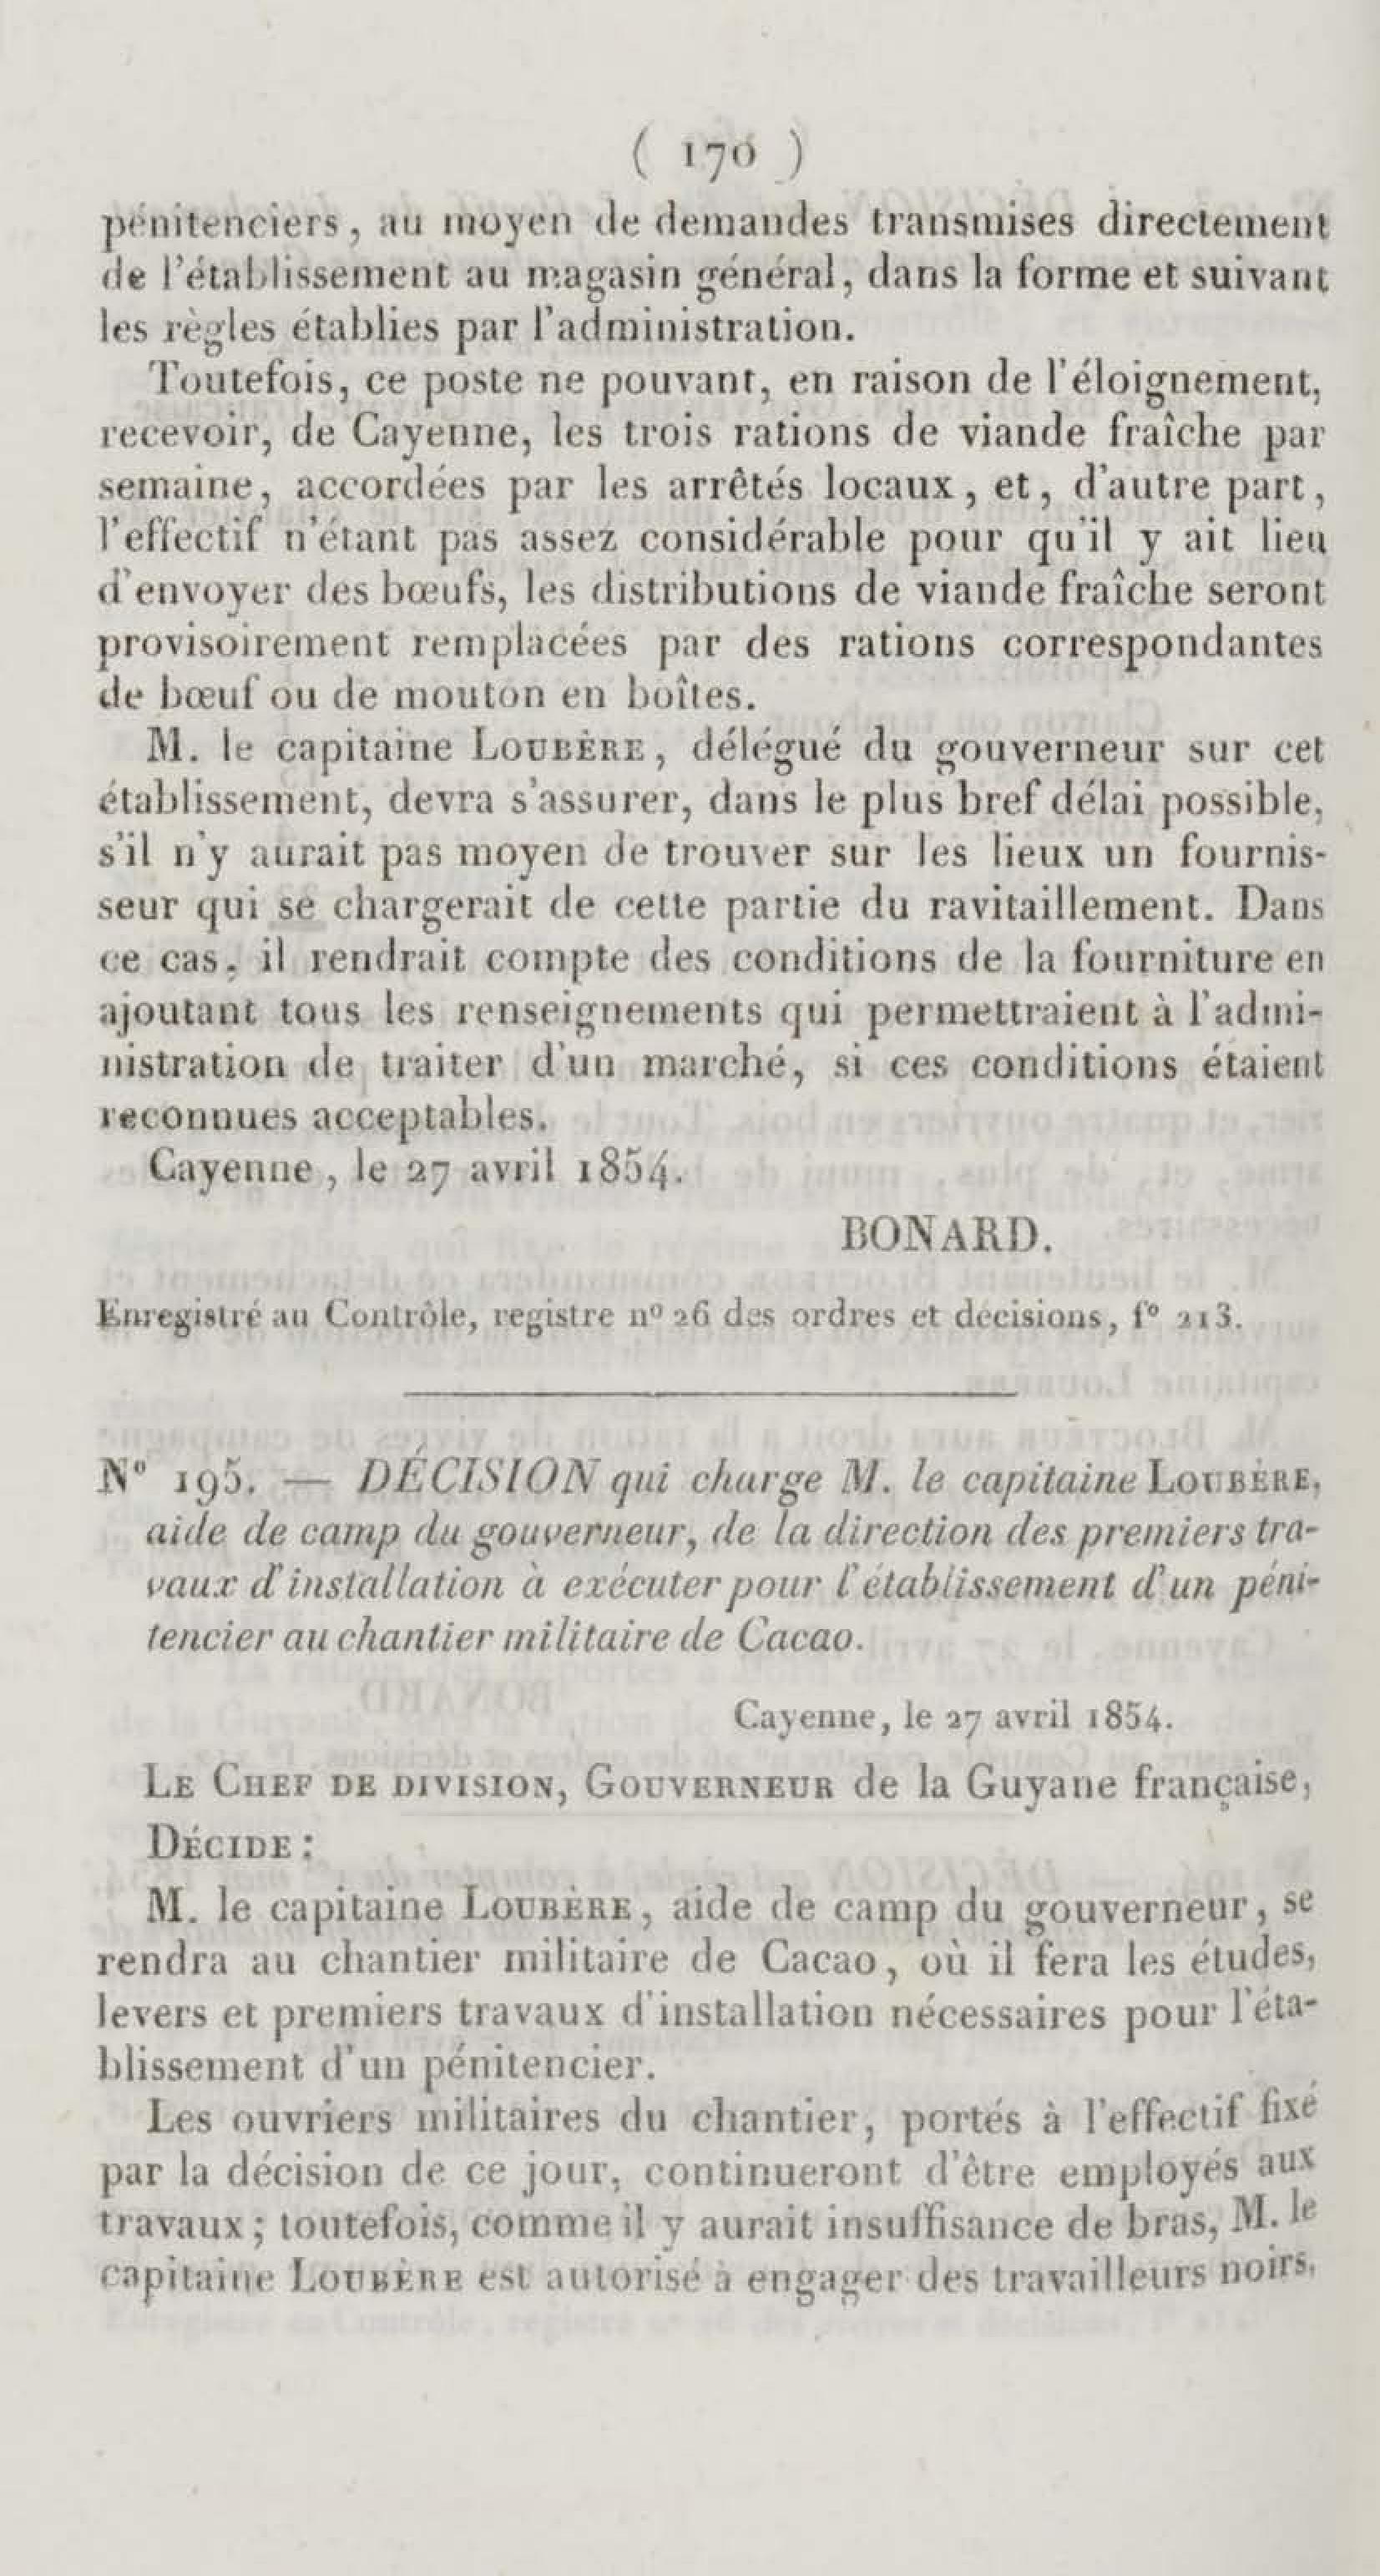 ( 170 )
pénitenciers, au moyen de demandes transmises directement
de l'établissement au magasin général, dans la forme et suivant
les règles établies par l'administration.
Toutefois, ce poste ne pouvant, en raison de l'éloignement,
recevoir, de Cayenne, les trois rations de viande fraîche par
semaine, accordées par les arrêtés locaux, et, d'autre part,
l'effectif n'étant pas assez considérable pour qu'il y ait lieu
d'envoyer des bœufs, les distributions de viande fraîche seront
provisoirement remplacées par des rations correspondantes
de bœuf ou de mouton en boîtes.
M. le capitaine LOUBÈRE, délégué du gouverneur sur cet
établissement, devra s'assurer, dans le plus bref délai possible,
s'il n'y aurait pas moyen de trouver sur les lieux un fournis-
seur qui se chargerait de cette partie du ravitaillement. Dans
ce cas, il rendrait compte des conditions de la fourniture en
ajoutant tous les renseignements qui permettraient à l'admi-
nistration de traiter d'un marché, si ces conditions étaient
reconnues acceptables.
Cayenne, le 27 avril 1854.
BONARD.
Enregistré au Contrôle, registre nº 26 des ordres et décisions, fº 213.
Nº 195. — DÉCISION qui charge M. le capitaine LOUBÈRE,
aide de camp du gouverneur, de la direction des premiers tra-
vaux d'installation à exécuter pour l'établissement d'un péni-
tencier au chantier militaire de Cacao.
Cayenne, le 27 avril 1854.
LE CHEF DE DIVISION, GOUVERNEUR de la Guyane française,
DÉCIDE :
M. le capitaine LOUBÈRE, aide de camp du gouverneur, se
rendra au chantier militaire de Cacao, où il fera les études,
levers et premiers travaux d'installation nécessaires pour l'éta-
blissement d'un pénitencier.
Les ouvriers militaires du chantier, portés à l'effectif fixé
par la décision de ce jour, continueront d'être employés aux
travaux; toutefois, comme il y aurait insuffisance de bras, M. le
capitaine LOUBÈRE est autorisé à engager des travailleurs noirs,